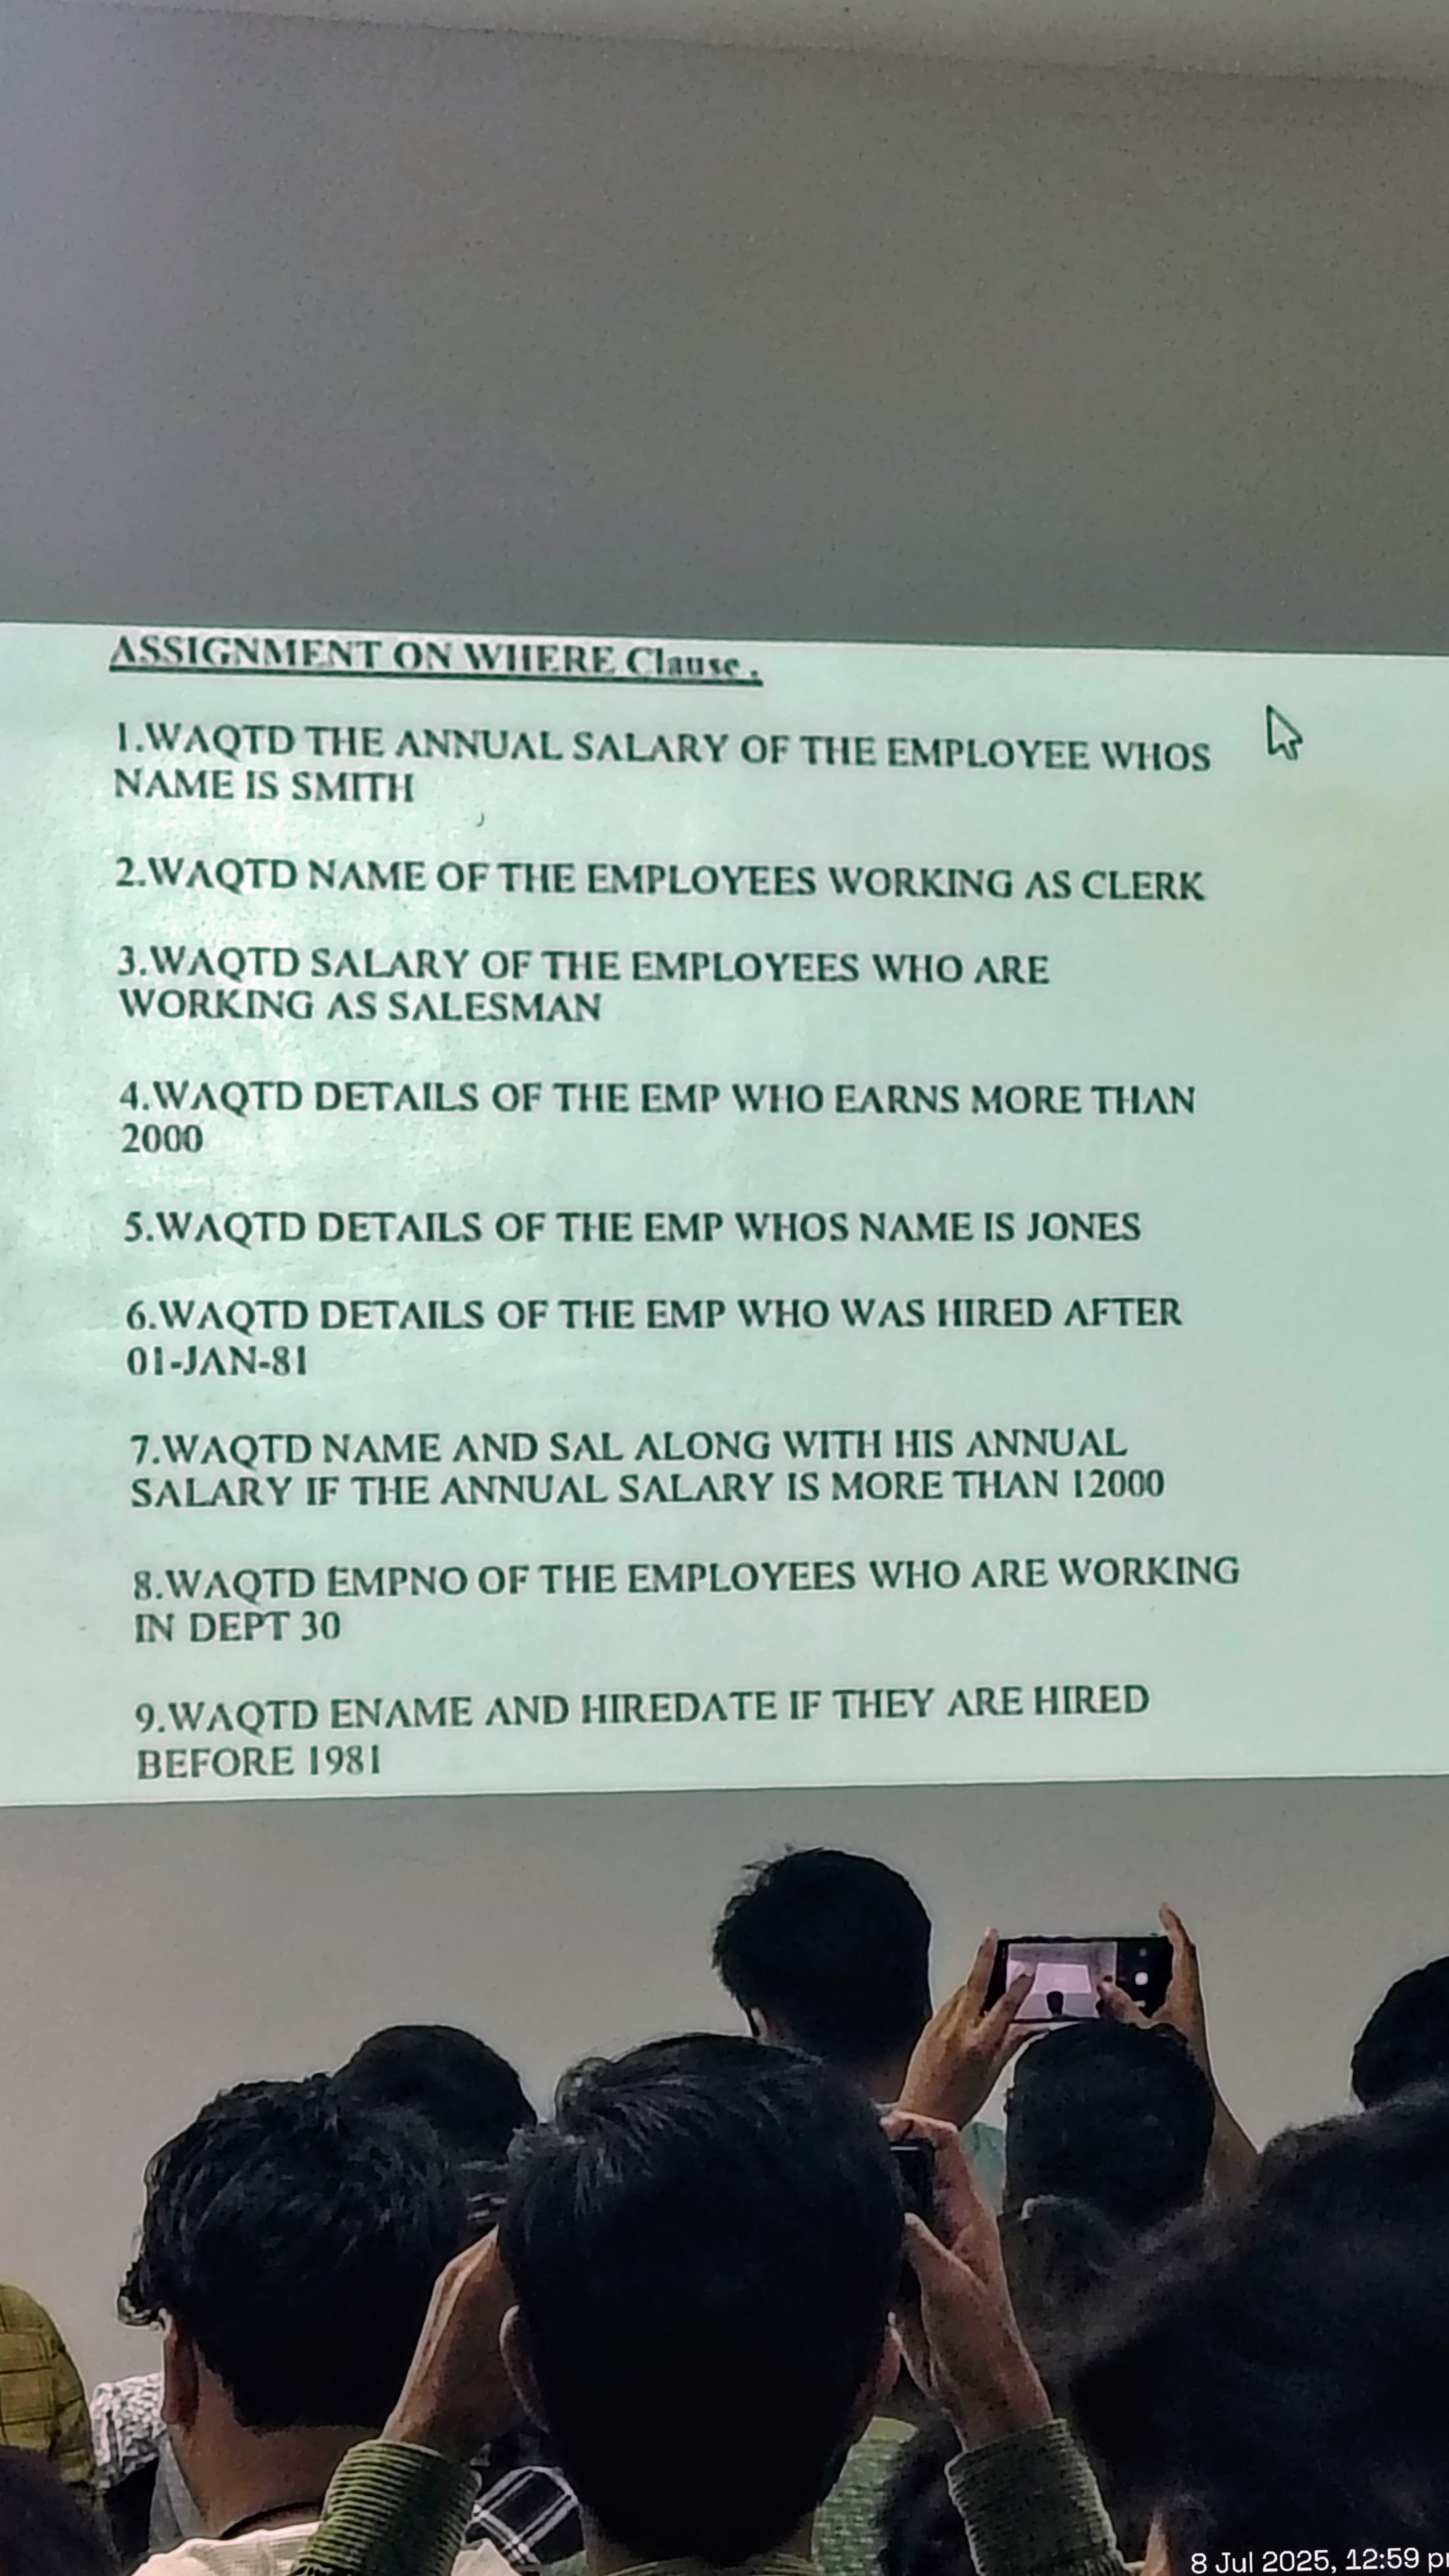 ASSIGNMENT ON WHERE Clause .
1.WAQTD THE ANNUAL SALARY OF THE EMPLOYEE WHOS
NAME IS SMITH
2.WAQTD NAME OF THE EMPLOYEES WORKING AS CLERK
3.WAQTD SALARY OF THE EMPLOYEES WHO ARE
WORKING AS SALESMAN
4.WAQTD DETAILS OF THE EMP WHO EARNS MORE THAN
2000
5.WAQTD DETAILS OF THE EMP WHOS NAME IS JONES
6.WAQTD DETAILS OF THE EMP WHO WAS HIRED AFTER
01-JAN-81
7.WAQTD NAME AND SAL ALONG WITH HIS ANNUAL
SALARY IF THE ANNUAL SALARY IS MORE THAN 12000
8.WAQTD EMPNO OF THE EMPLOYEES WHO ARE WORKING
IN DEPT 30
9.WAQTD ENAME AND HIREDATE IF THEY ARE HIRED
BEFORE 1981
8 Jul 2025, 12:59 p